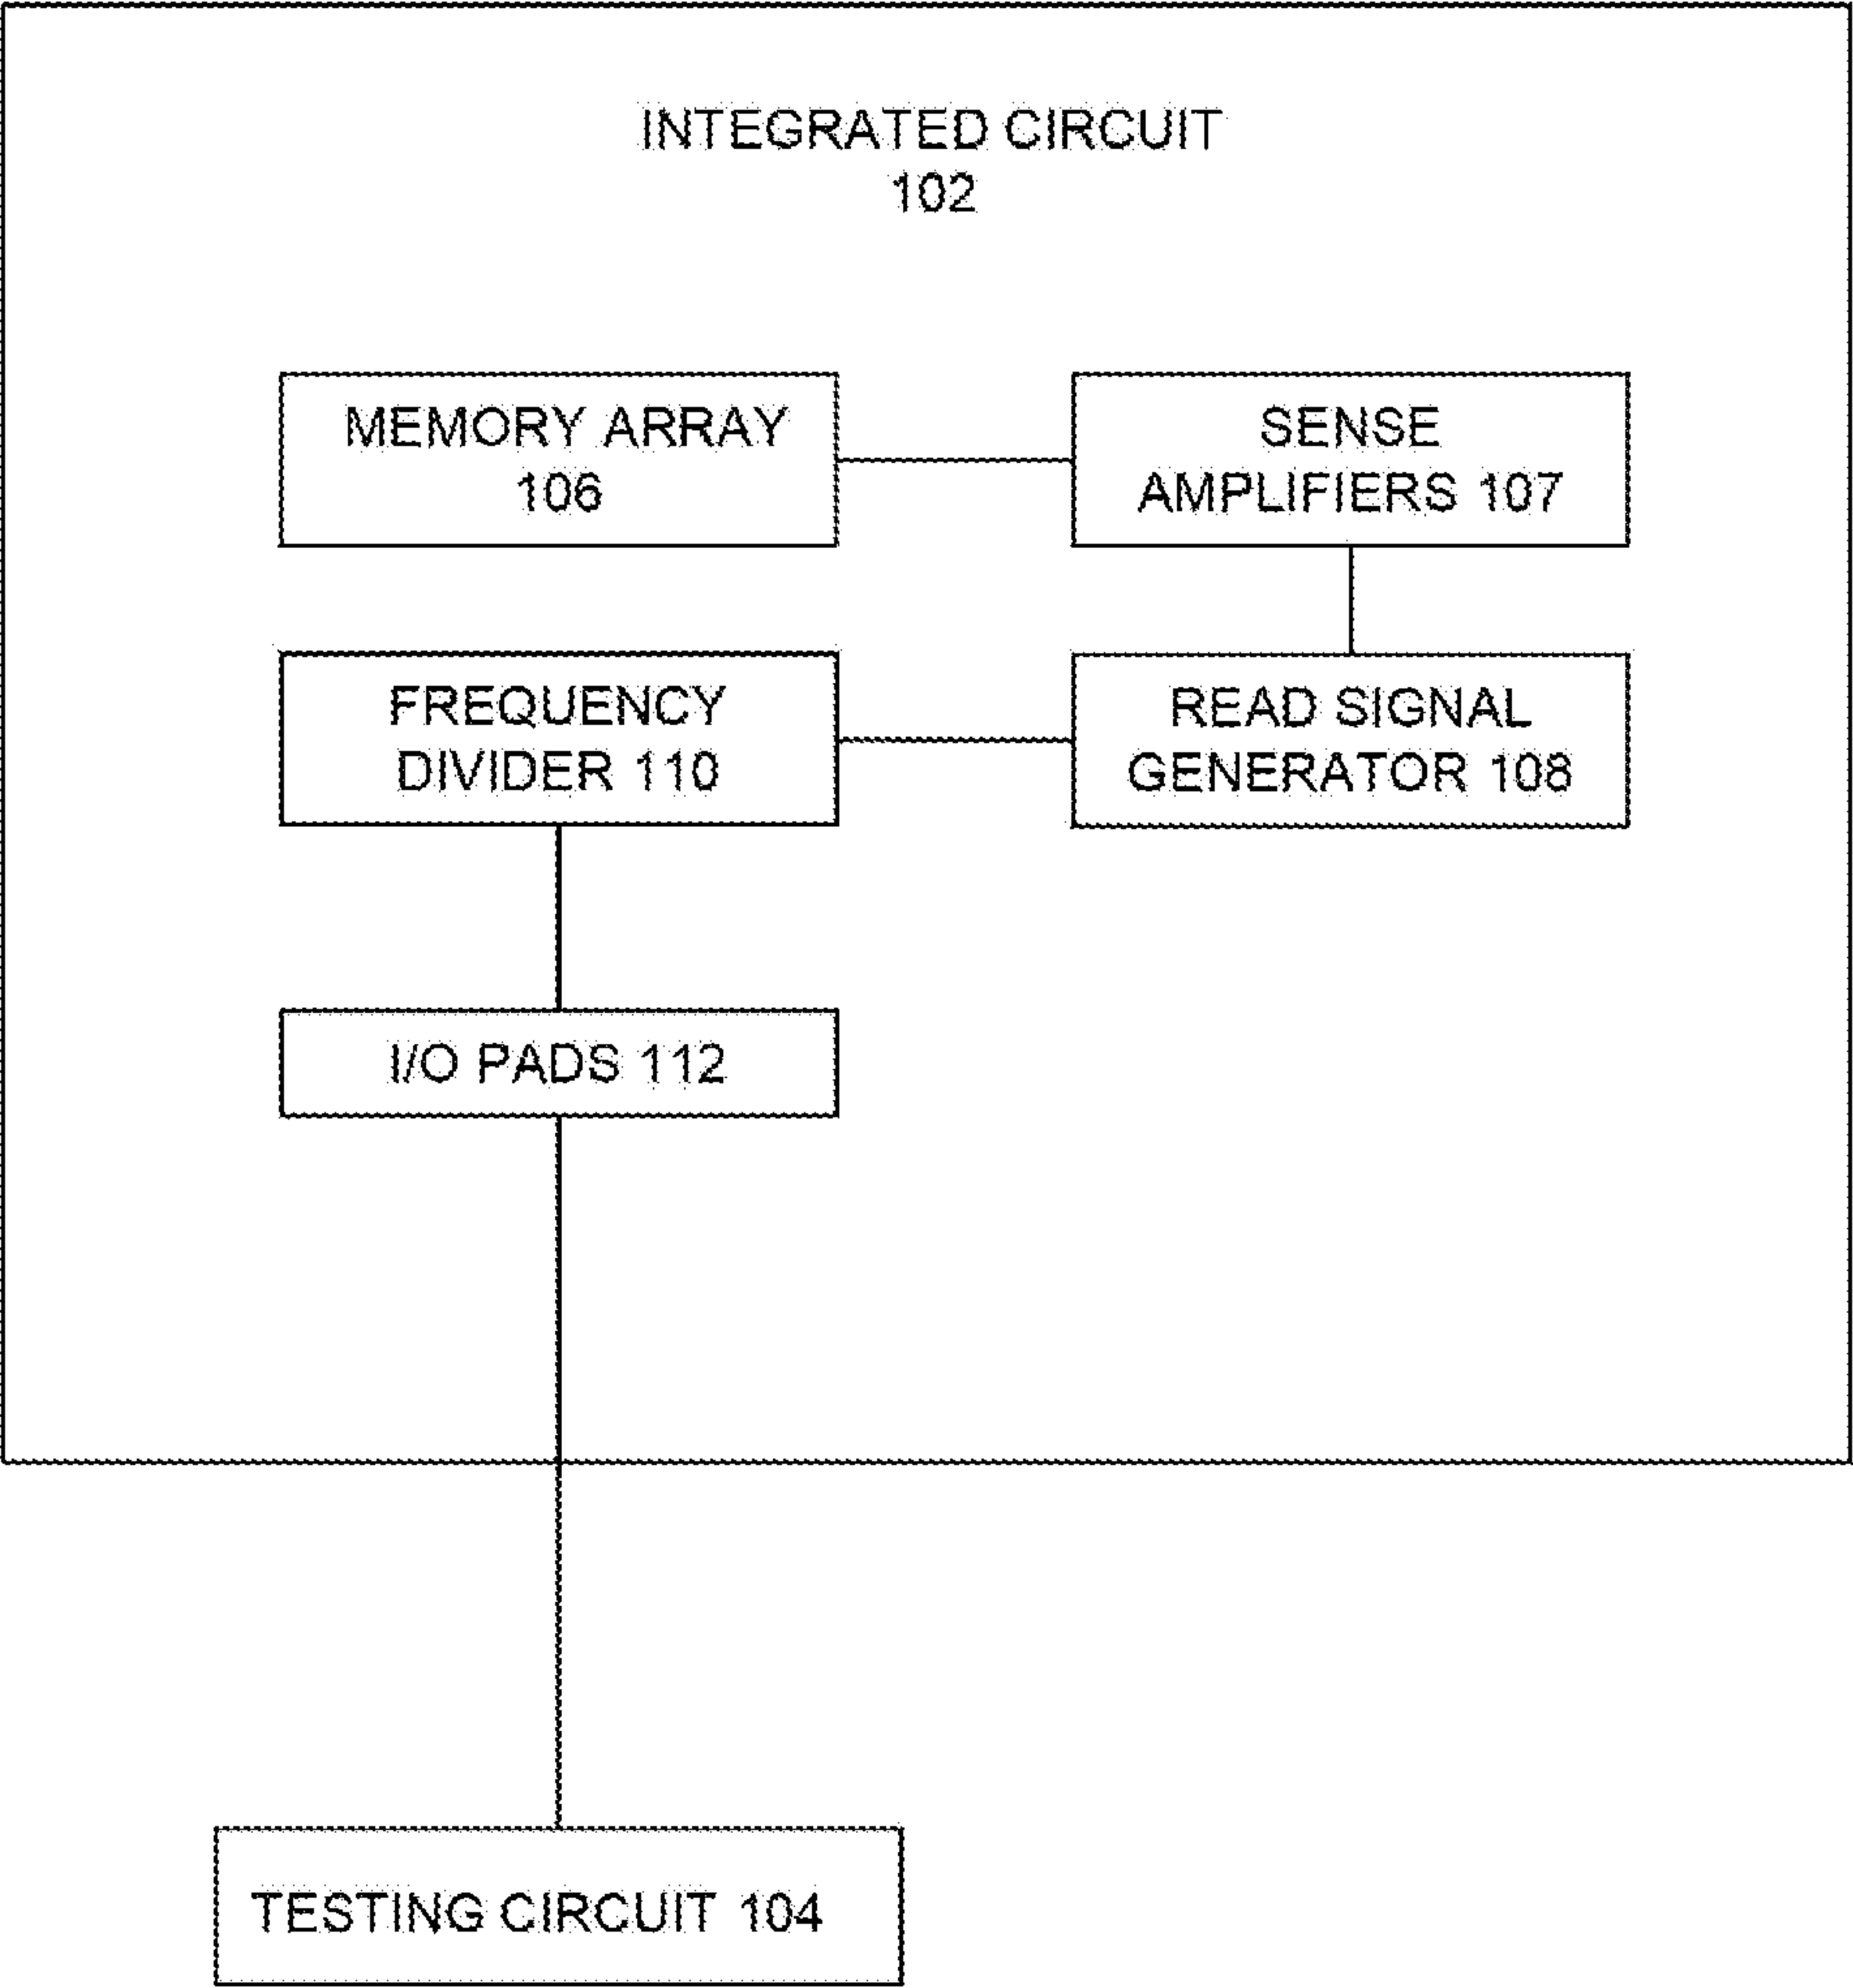 INTEGRATED CIRCUIT
102
MEMORY ARRAY
106
SENSE
AMPLIFIERS 107
FREQUENCY
DIVIDER 110
READ SIGNAL
GENERATOR 108
I/O PADS 112
TESTING CIRCUIT 104